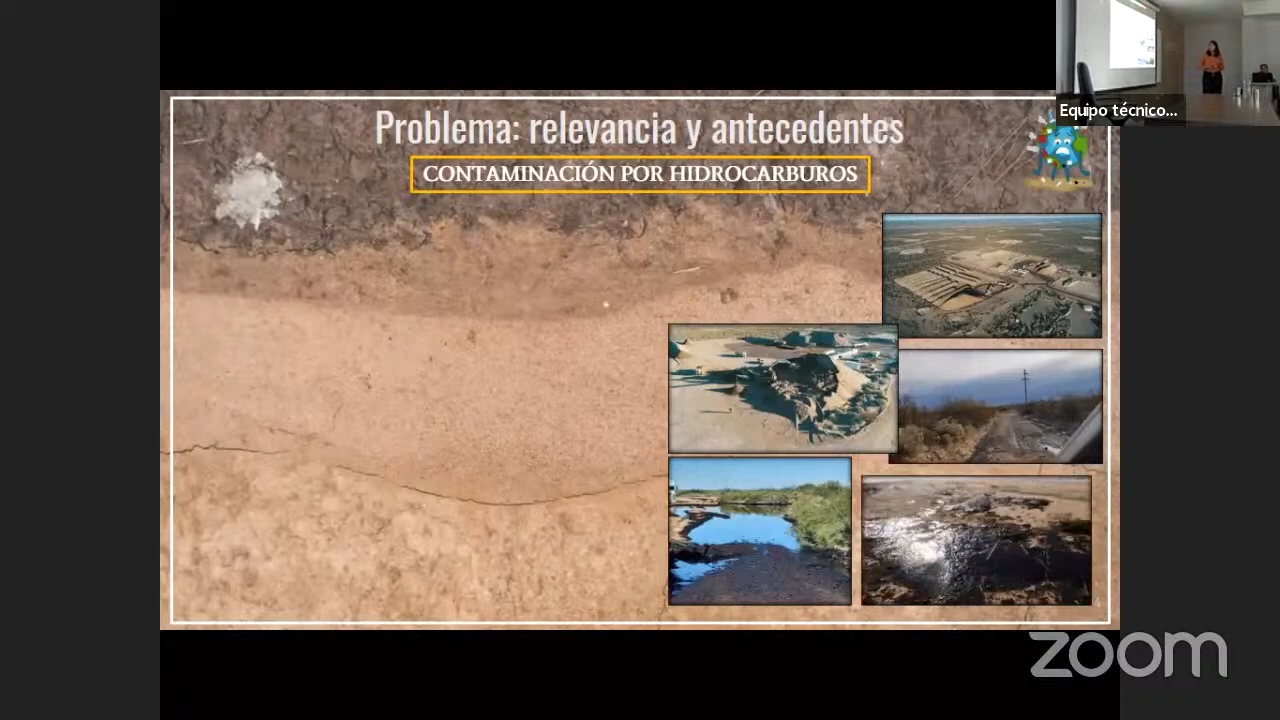 Problema: relevancia y antecedentes
CONTAMINACIÓN POR HIDROCARBUROS
Equipo técnico...
zoom